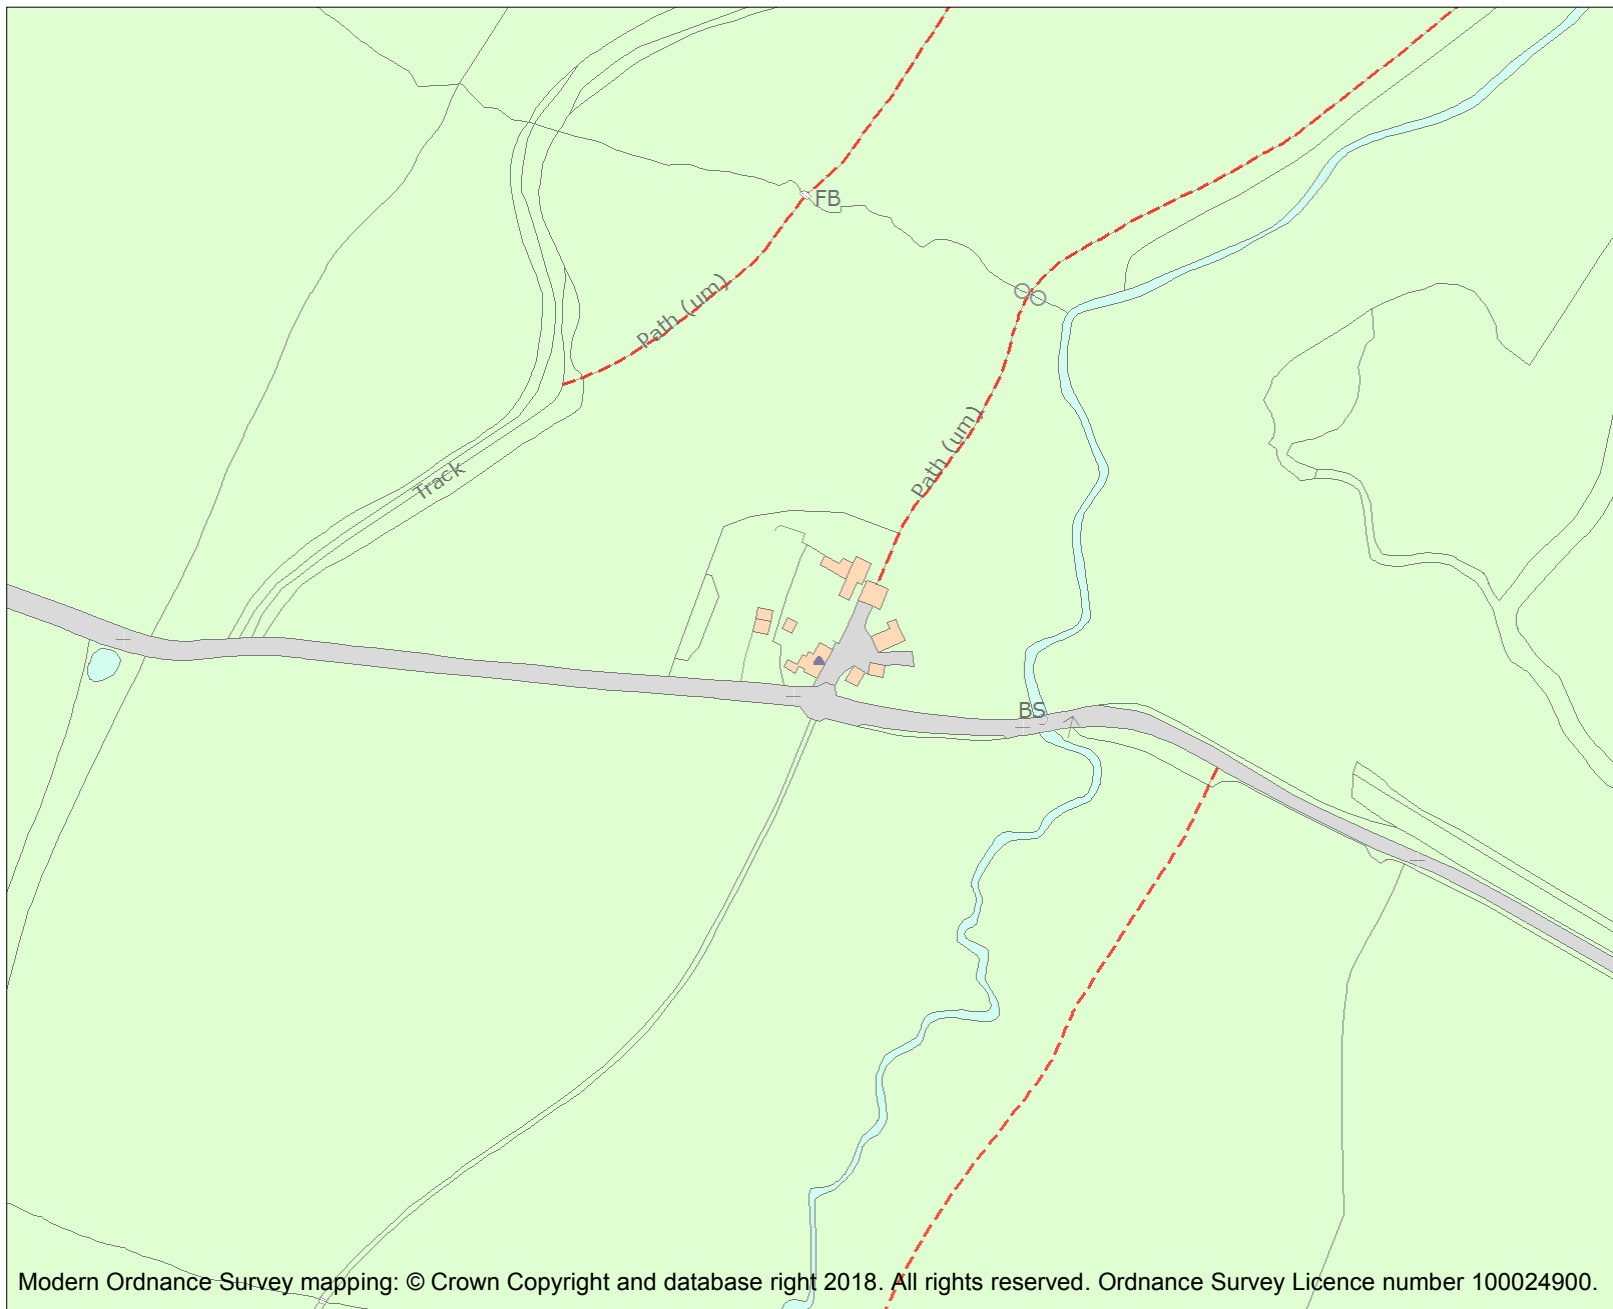 FB
Path (um)
Path (um)
Track
BS
Modern Ordnance Survey mapping: © Crown Copyright and database right 2018. All rights reserved. Ordnance Survey Licence number 100024900.